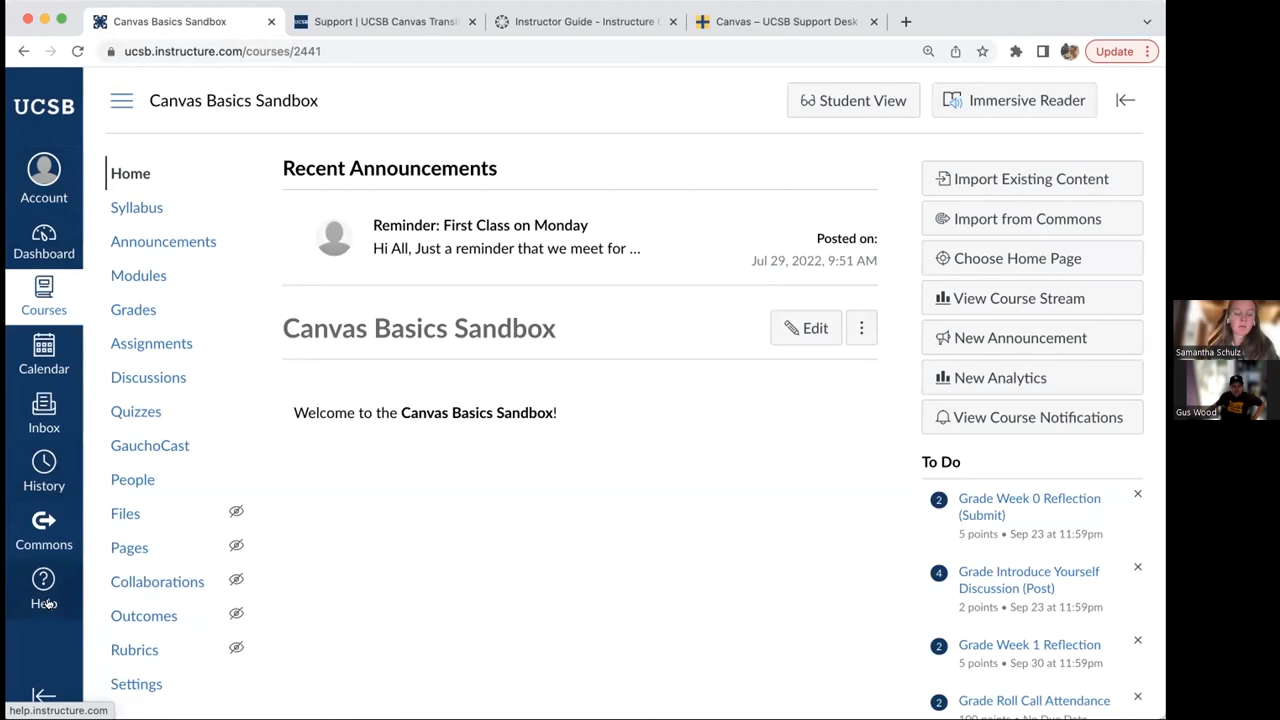 Canvas Basics Sandbox
Support | UCSB Canvas Transi
Instructor Guide - Instructure
Canvas – UCSB Support Desk
ucsb.instructure.com/courses/2441
Update
UCSB
Account
Dashboard
Courses
Calendar
Inbox
History
Commons
Help
help.instructure.com
Canvas Basics Sandbox
Student View
Immersive Reader
Home
Syllabus
Announcements
Modules
Grades
Assignments
Discussions
Quizzes
GauchoCast
People
Files
Pages
Collaborations
Outcomes
Rubrics
Settings
Recent Announcements
Reminder: First Class on Monday
Hi All, Just a reminder that we meet for ...
Posted on:
Jul 29, 2022, 9:51 AM
Canvas Basics Sandbox
Edit
Welcome to the Canvas Basics Sandbox!
Import Existing Content
Import from Commons
Choose Home Page
View Course Stream
New Announcement
New Analytics
View Course Notifications
To Do
2
Grade Week 0 Reflection
(Submit)
5 points • Sep 23 at 11:59pm
4
Grade Introduce Yourself
Discussion (Post)
2 points • Sep 23 at 11:59pm
2
Grade Week 1 Reflection
5 points • Sep 30 at 11:59pm
2
Grade Roll Call Attendance
100 points • No Due Date
Samantha Schulz
Gus Wood